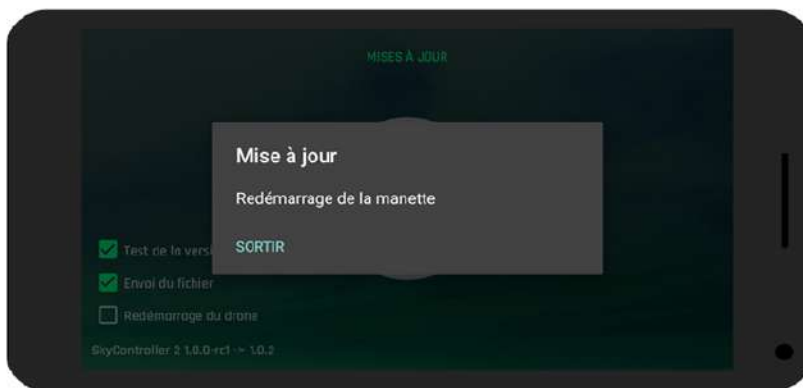 MISES À JOUR
Mise à jour
Redémarrage de la manette
SORTIR
Test de la versi
Envoi du fichier
Redémarrage du drone
SkyController 2 1.0.0-rc1 -> 1.0.2